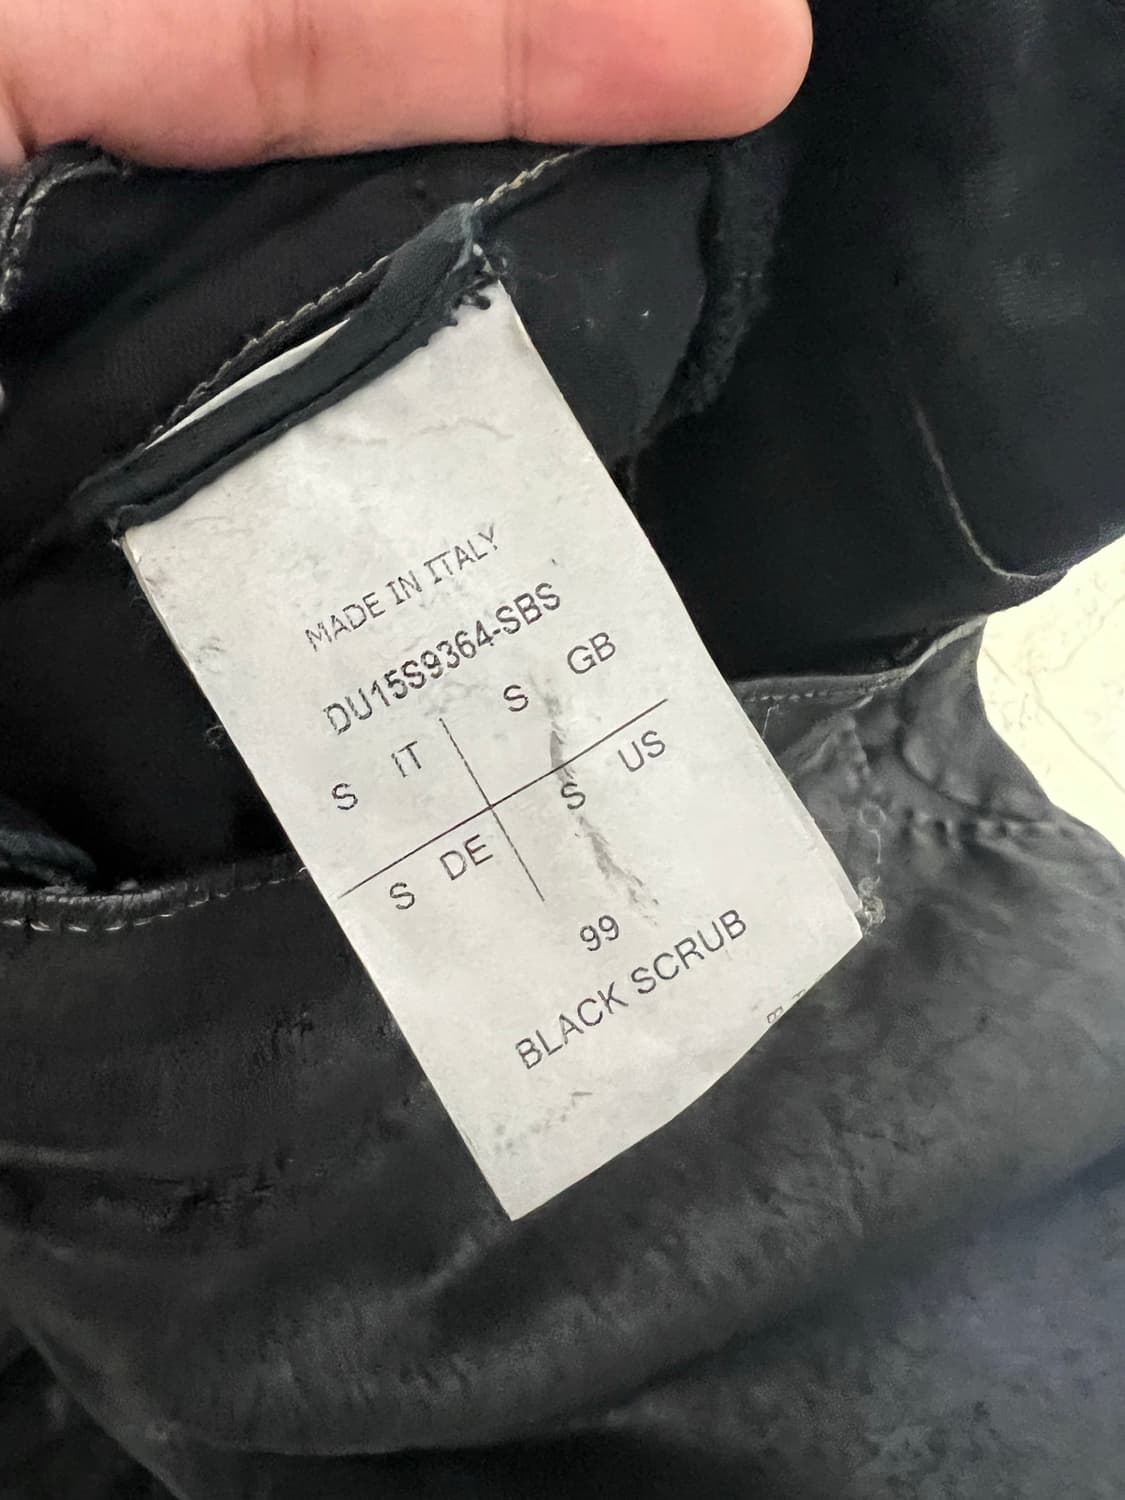 MADE IN ITALY
DU15S9364-SBS
S IT S GB
S DE S US
99
BLACK SCRUB